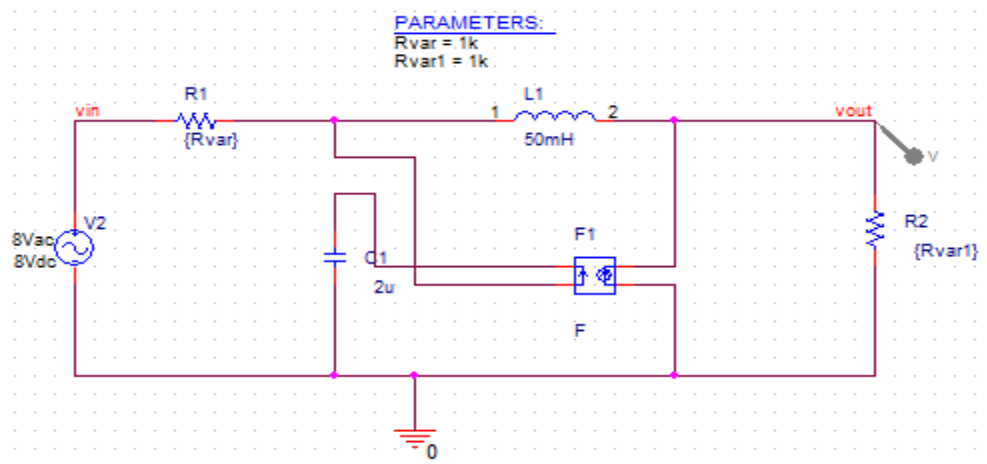 PARAMETERS:
Rvar = 1k
Rvar1 = 1k
vin
R1
{Rvar}
L1
1
2
50mH
vout
V
V2
8Vac
8Vdc
C1
2u
F1
F
R2
{Rvar1}
0